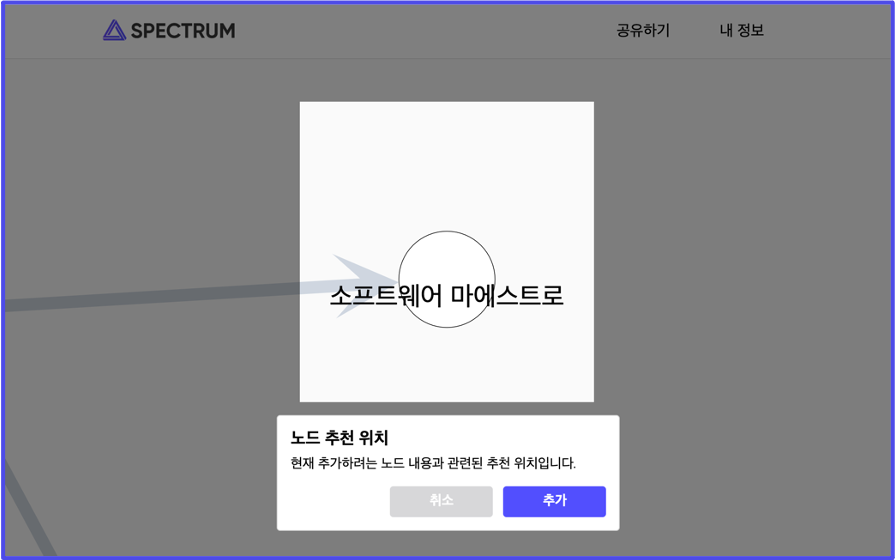 SPECTRUM
공유하기 내 정보
소프트웨어 마에스트로
노드 추천 위치
현재 추가하려는 노드 내용과 관련된 추천 위치입니다.
취소 추가